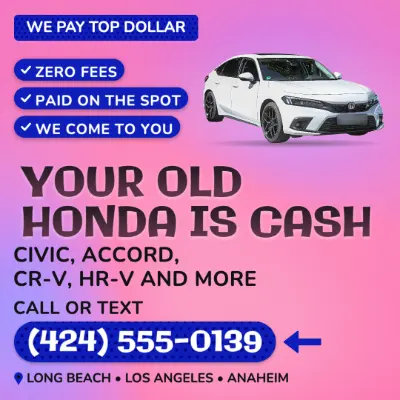 WE PAY TOP DOLLAR
ZERO FEES
PAID ON THE SPOT
WE COME TO YOU
YOUR OLD
HONDA IS CASH
CIVIC, ACCORD,
CR-V, HR-V AND MORE
CALL OR TEXT
(424) 555-0139
LONG BEACH • LOS ANGELES • ANAHEIM